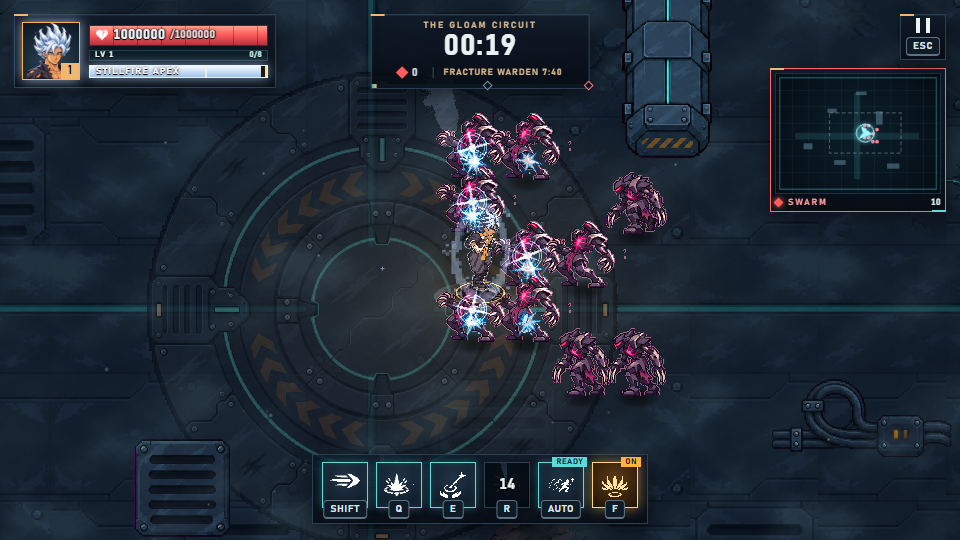 1000000 /1000000
LV 1
0/8
1
STILLFIRE APEX
THE GLOAM CIRCUIT
00:19
0
FRACTURE WARDEN 7:40
ESC
SWARM
10
READY
ON
14
SHIFT
Q
E
R
AUTO
F